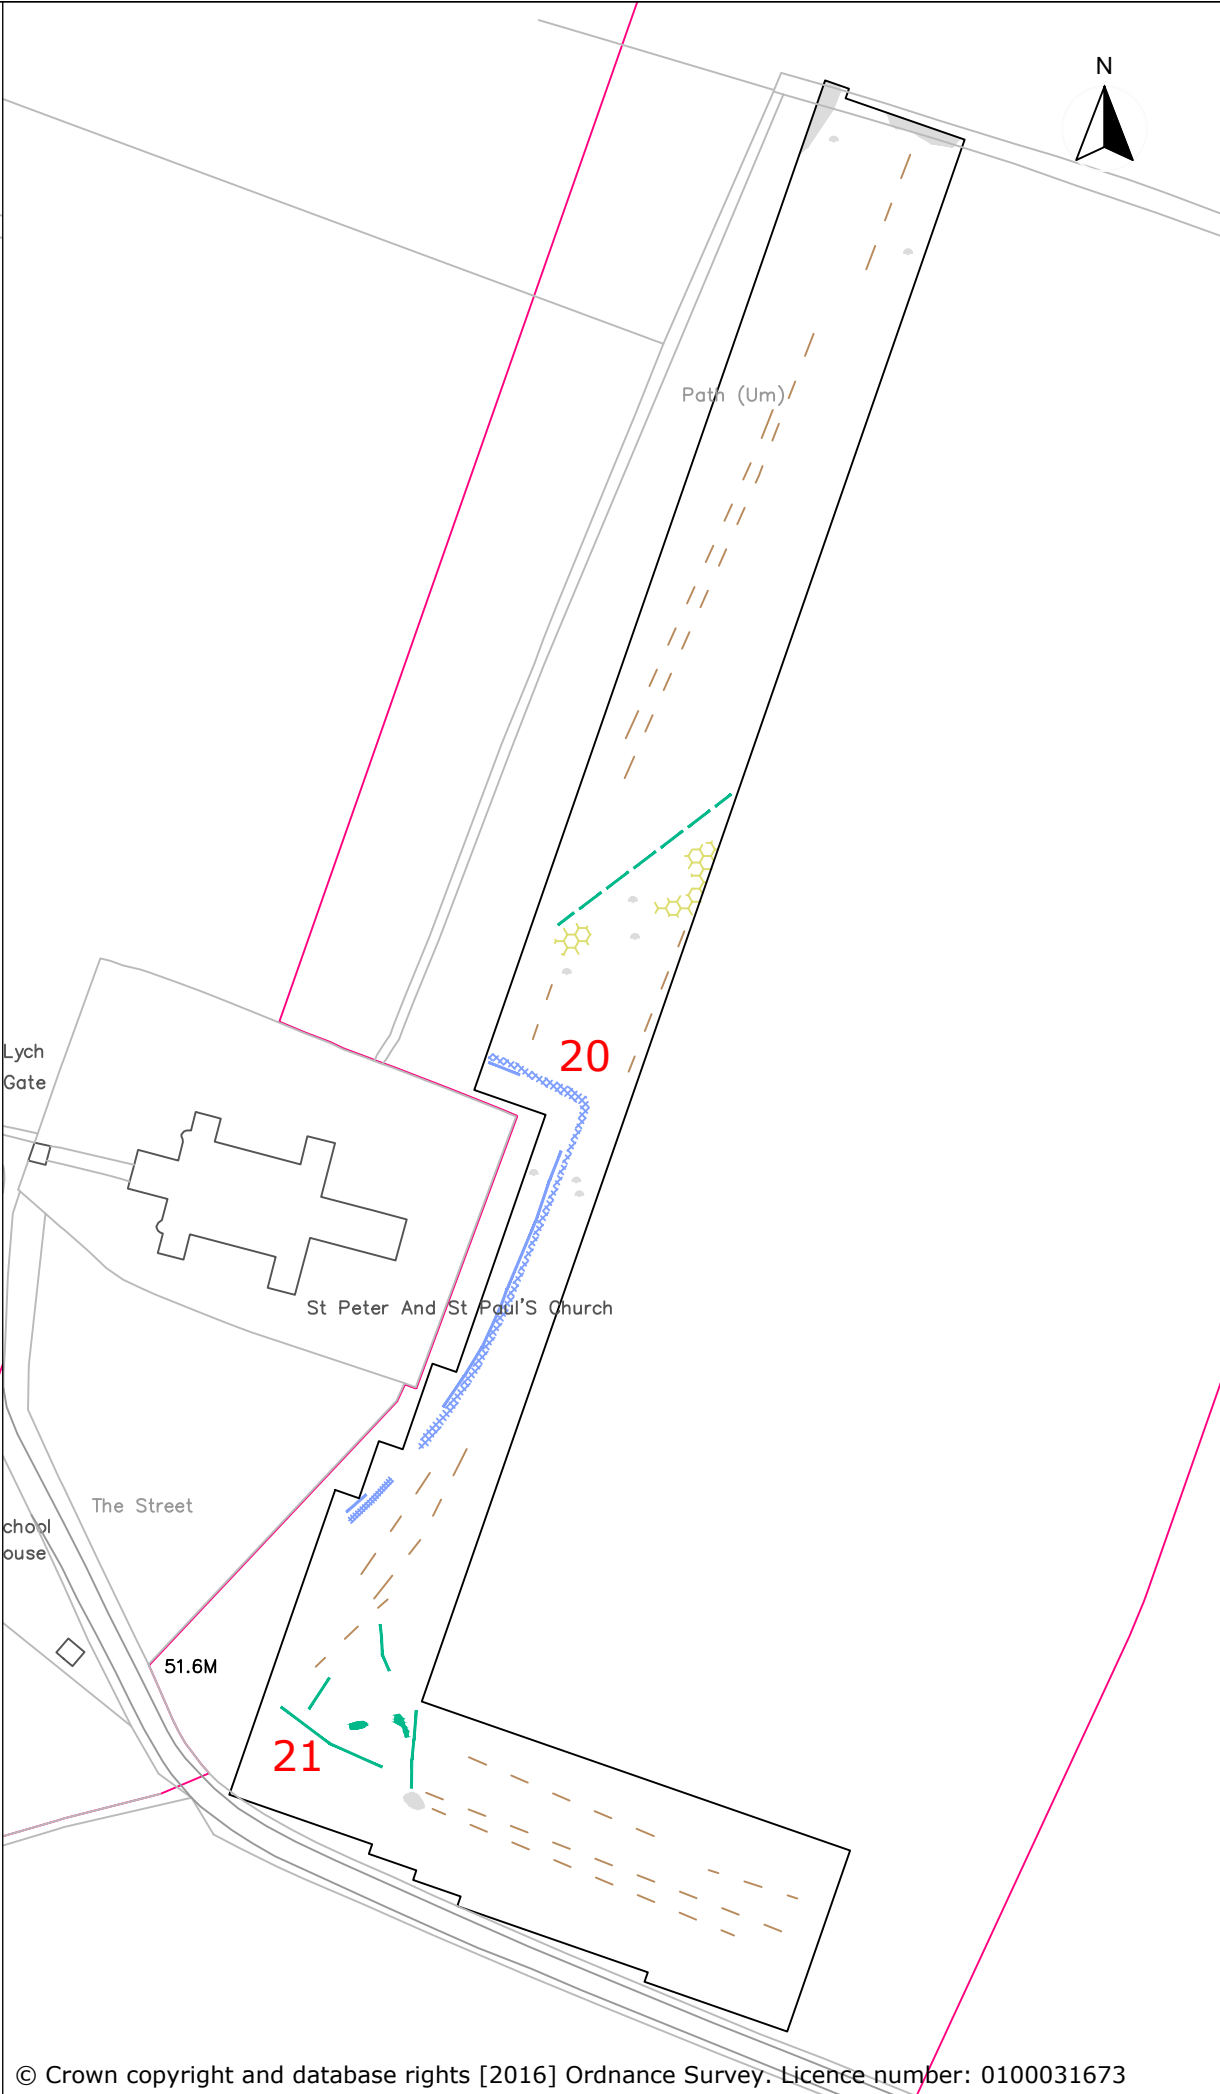 N
Path (Um)
20
Lych
Gate
St Peter And St Paul'S Church
The Street
chool
ouse
51.6M
21
© Crown copyright and database rights [2016] Ordnance Survey. Licence number: 0100031673